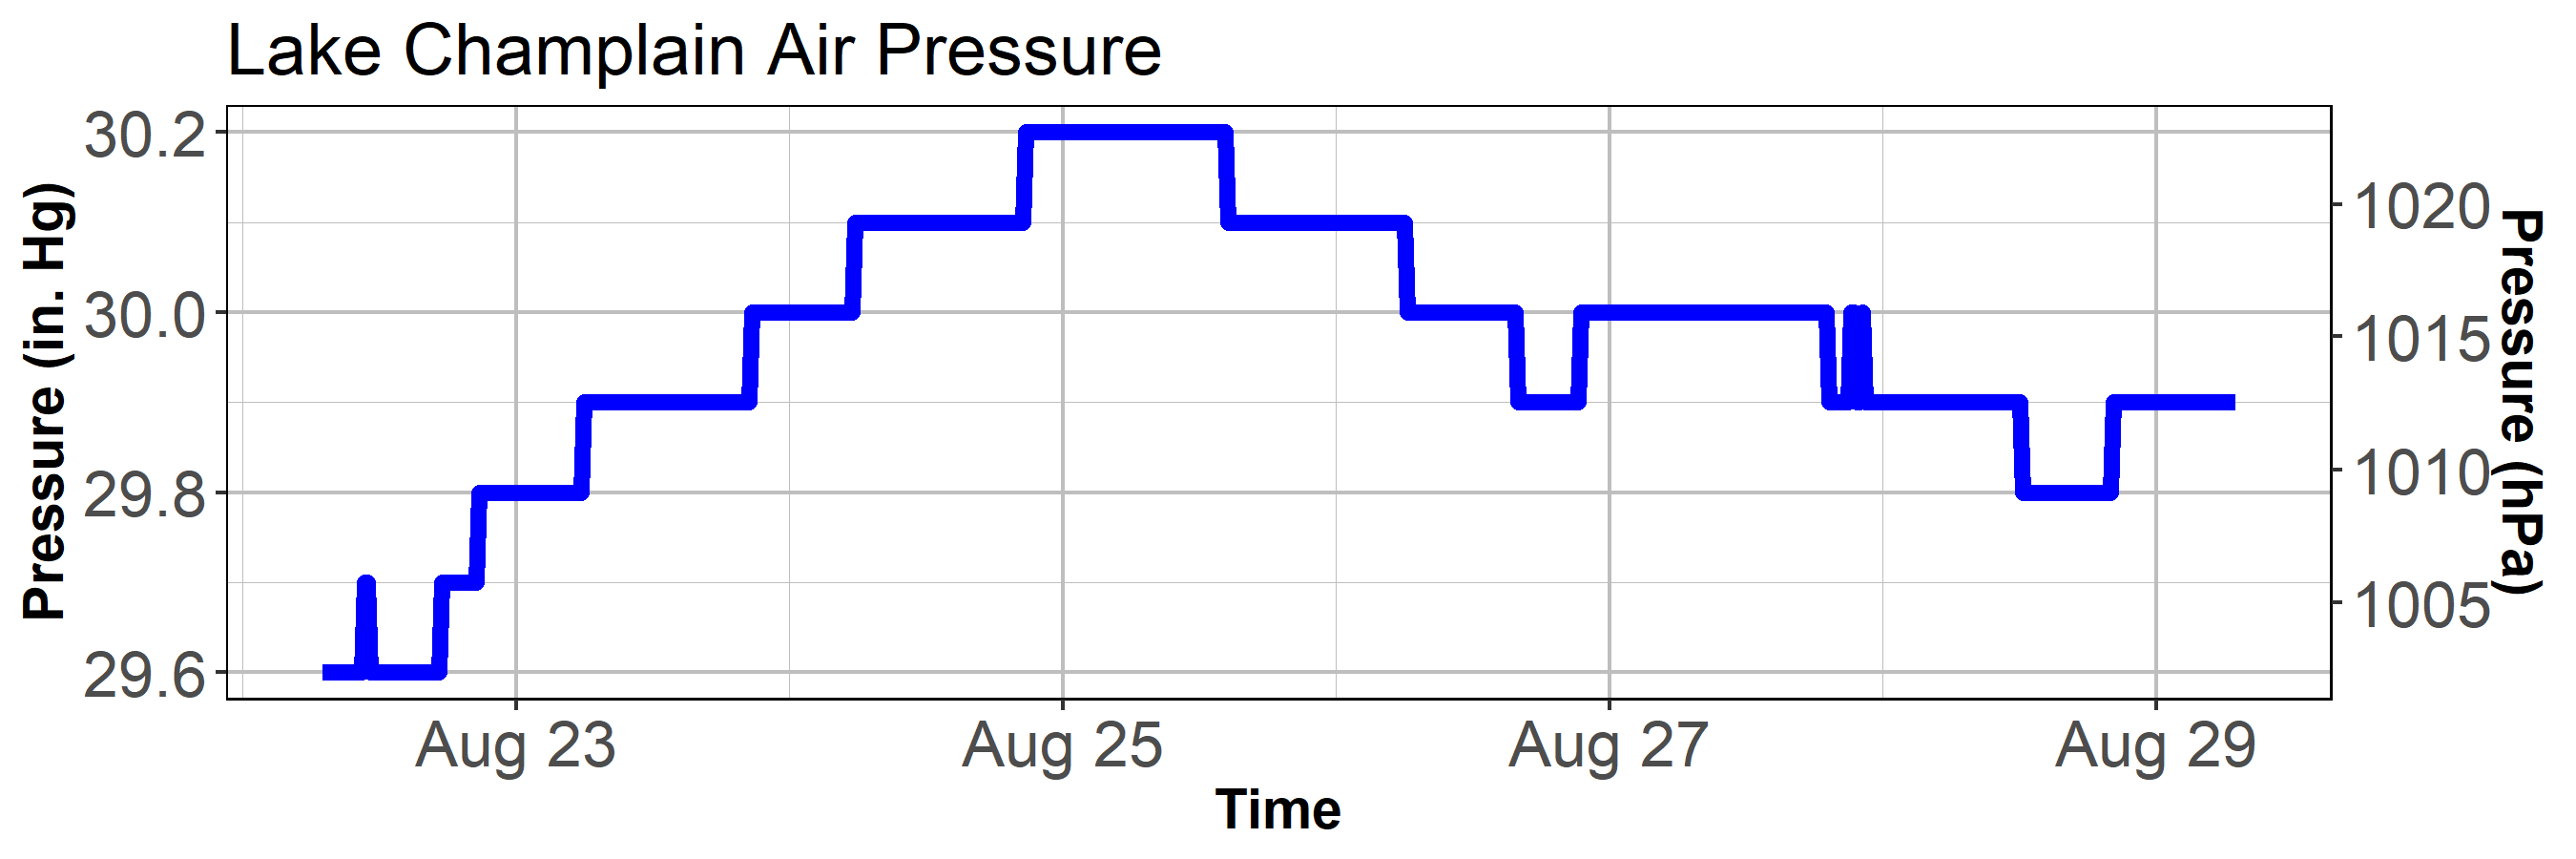 Lake Champlain Air Pressure
Pressure (in. Hg)
30.2
30.0
29.8
29.6
1020
1015
1010
1005
Pressure (hPa)
Aug 23 Aug 25 Aug 27 Aug 29
Time